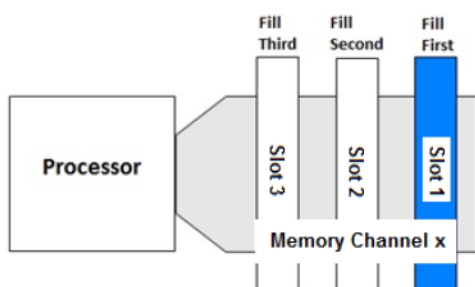 Fill
Third
Fill
Second
Fill
First
Processor
Slot 3
Slot 2
Slot 1
Memory Channel x